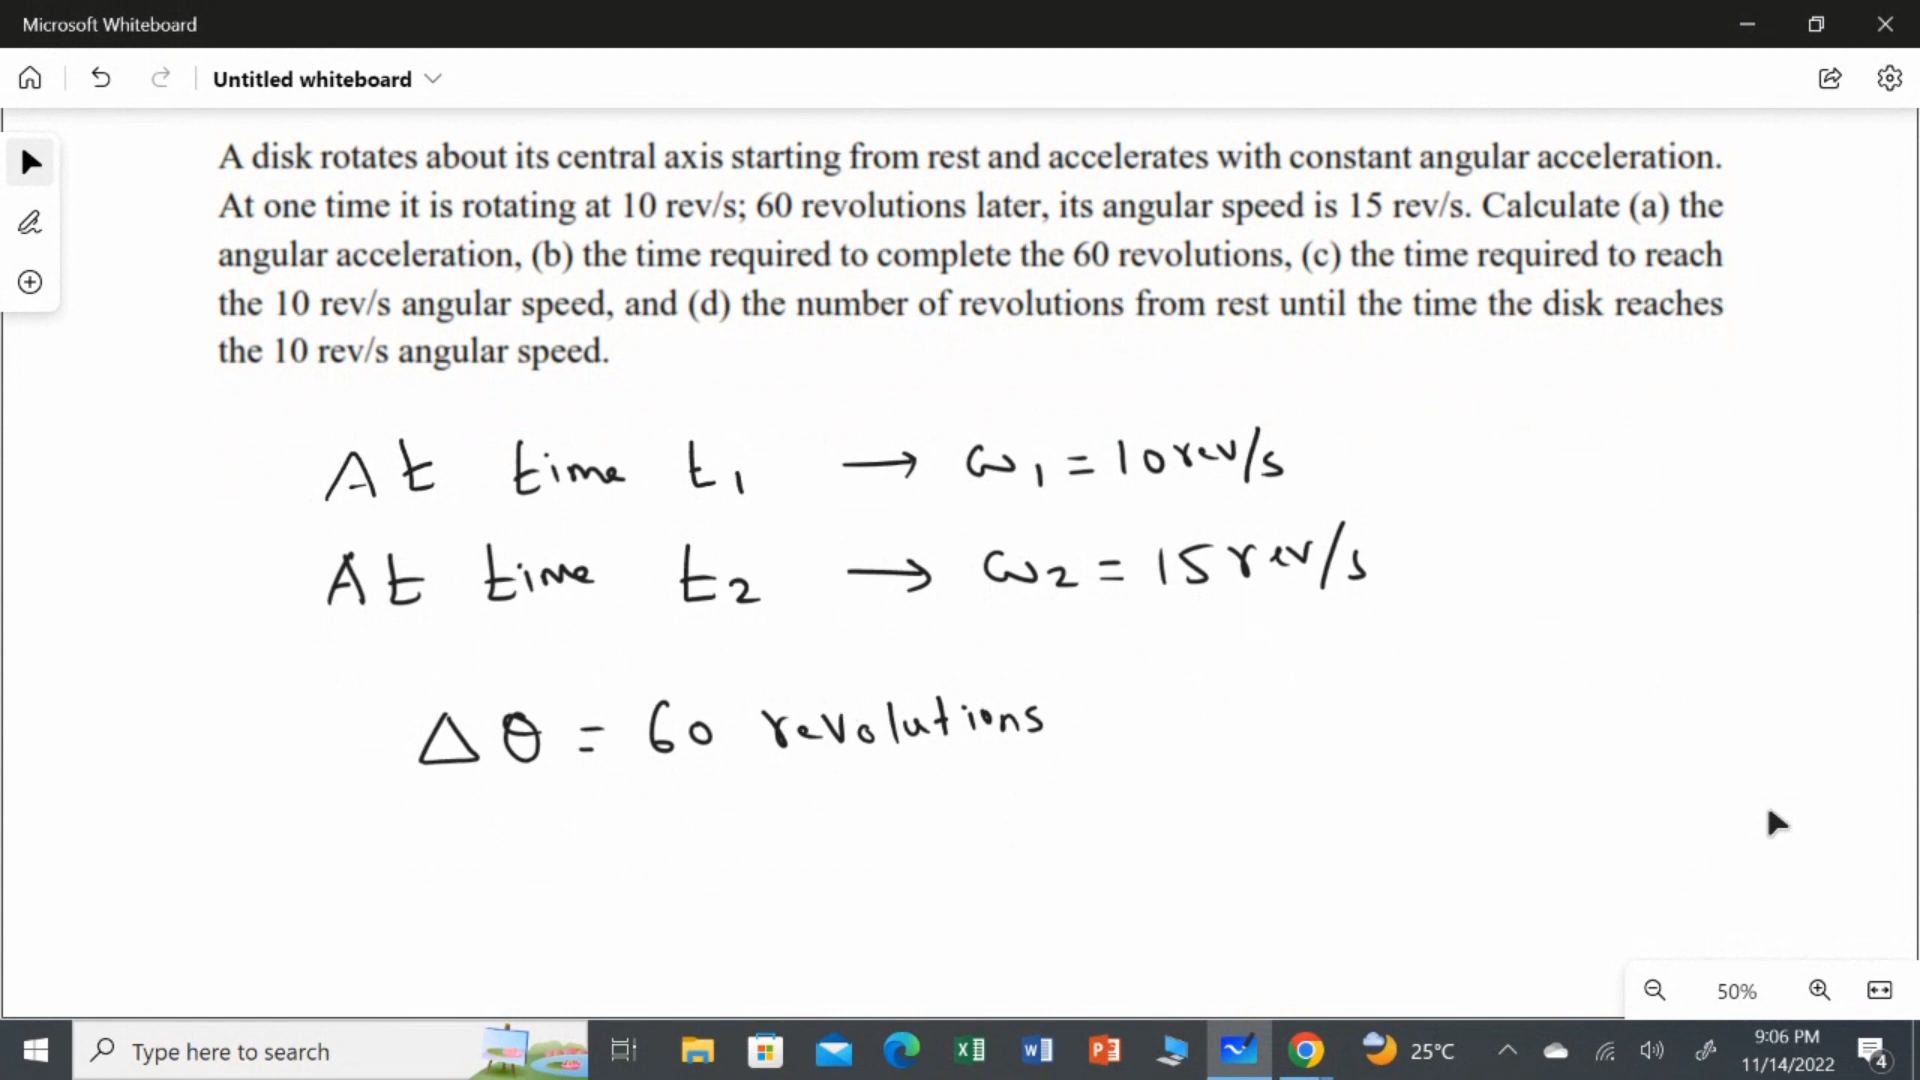 Microsoft Whiteboard
Untitled whiteboard
A disk rotates about its central axis starting from rest and accelerates with constant angular acceleration.
At one time it is rotating at 10 rev/s; 60 revolutions later, its angular speed is 15 rev/s. Calculate (a) the
angular acceleration, (b) the time required to complete the 60 revolutions, (c) the time required to reach
the 10 rev/s angular speed, and (d) the number of revolutions from rest until the time the disk reaches
the 10 rev/s angular speed.
At time t₁ → ω₁ = 10 rev/s
At time t₂ → ω₂ = 15 rev/s
Δθ = 60 revolutions
50%
Type here to search
25°C
9:06 PM
11/14/2022
4